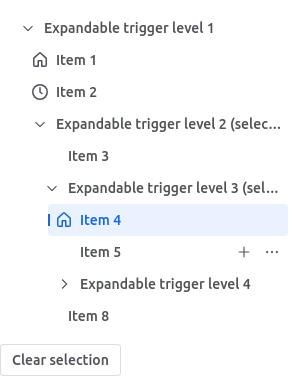 Expandable trigger level 1
Item 1
Item 2
Expandable trigger level 2 (selec...
Item 3
Expandable trigger level 3 (sel...
Item 4
Item 5
Expandable trigger level 4
Item 8
Clear selection